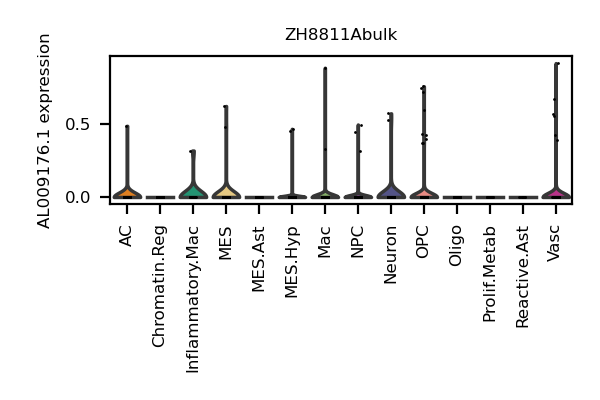 ZH8811Abulk
AL009176.1 expression
0.5
0.0
AC
Chromatin.Reg
Inflammatory.Mac
MES
MES.Ast
MES.Hyp
Mac
NPC
Neuron
OPC
Oligo
Prolif.Metab
Reactive.Ast
Vasc